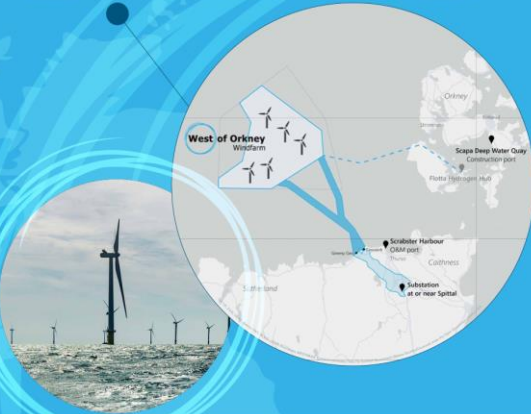 West of Orkney
Windfarm
Orkney
Scapa Deep Water Quay
Construction port
Flotta Hydrogen Hub
Scrabster Harbour
O&M port
Thurso
Caithness
Sutherland
Substation
at or near Spittal